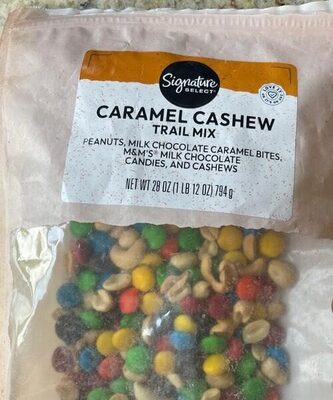 Signature
SELECT®
CARAMEL CASHEW
TRAIL MIX
PEANUTS, MILK CHOCOLATE CARAMEL BITES,
M&M'S® MILK CHOCOLATE
CANDIES, AND CASHEWS
NET WT 28 OZ (1 LB 12 OZ) 794 g